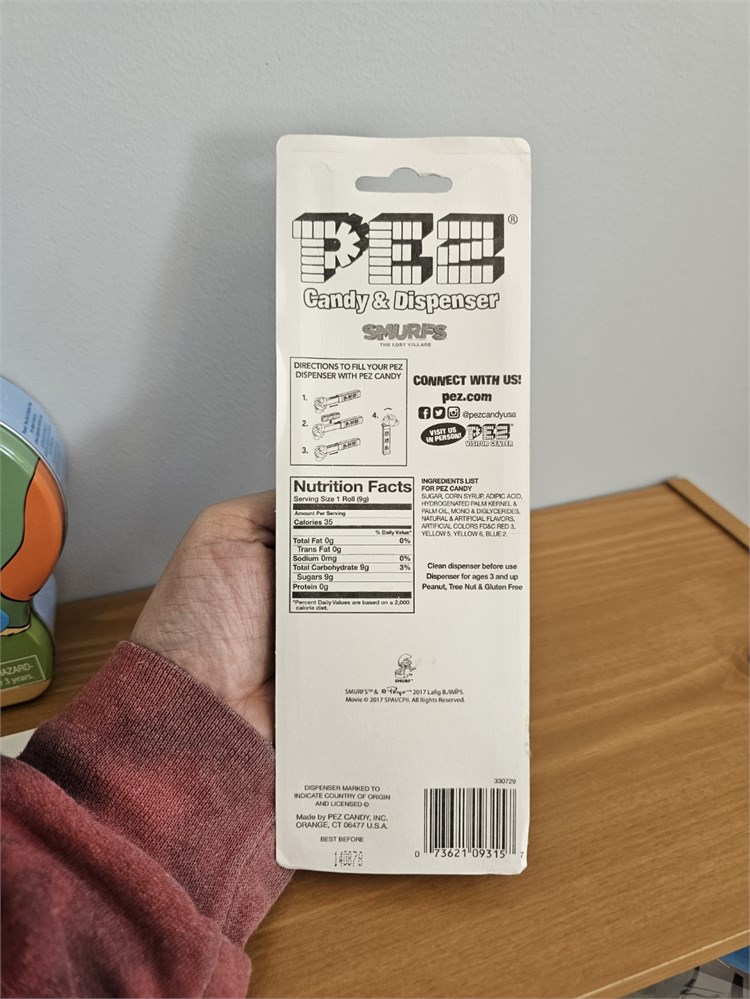 PEZ®
Candy & Dispenser
SMURFS
THE LOST VILLAGE
DIRECTIONS TO FILL YOUR PEZ
DISPENSER WITH PEZ CANDY
1.
2.
3.
4.
CONNECT WITH US!
pez.com
@pezcandyusa
VISIT US
IN PERSON!
PEZ
VISITOR CENTER
Nutrition Facts
Serving Size 1 Roll (9g)
Amount Per Serving
Calories 35
% Daily Value*
Total Fat 0g 0%
Trans Fat 0g
Sodium 0mg 0%
Total Carbohydrate 9g 3%
Sugars 9g
Protein 0g
*Percent Daily Values are based on a 2,000
calorie diet.
INGREDIENTS LIST
FOR PEZ CANDY
SUGAR, CORN SYRUP, ADIPIC ACID,
HYDROGENATED PALM KERNEL &
PALM OIL, MONO & DIGLYCERIDES,
NATURAL & ARTIFICIAL FLAVORS,
ARTIFICIAL COLORS FD&C RED 3,
YELLOW 5, YELLOW 6, BLUE 2.
Clean dispenser before use
Dispenser for ages 3 and up
Peanut, Tree Nut & Gluten Free
SMURF™
SMURFS™ & © Peyo™ 2017 Lafig B./IMPS.
Movie © 2017 SPAI/CPII. All Rights Reserved.
DISPENSER MARKED TO
INDICATE COUNTRY OF ORIGIN
AND LICENSED ©
Made by PEZ CANDY, INC.
ORANGE, CT 06477 U.S.A.
BEST BEFORE
330729
0 73621 09315 7
AZARD-
3 years.